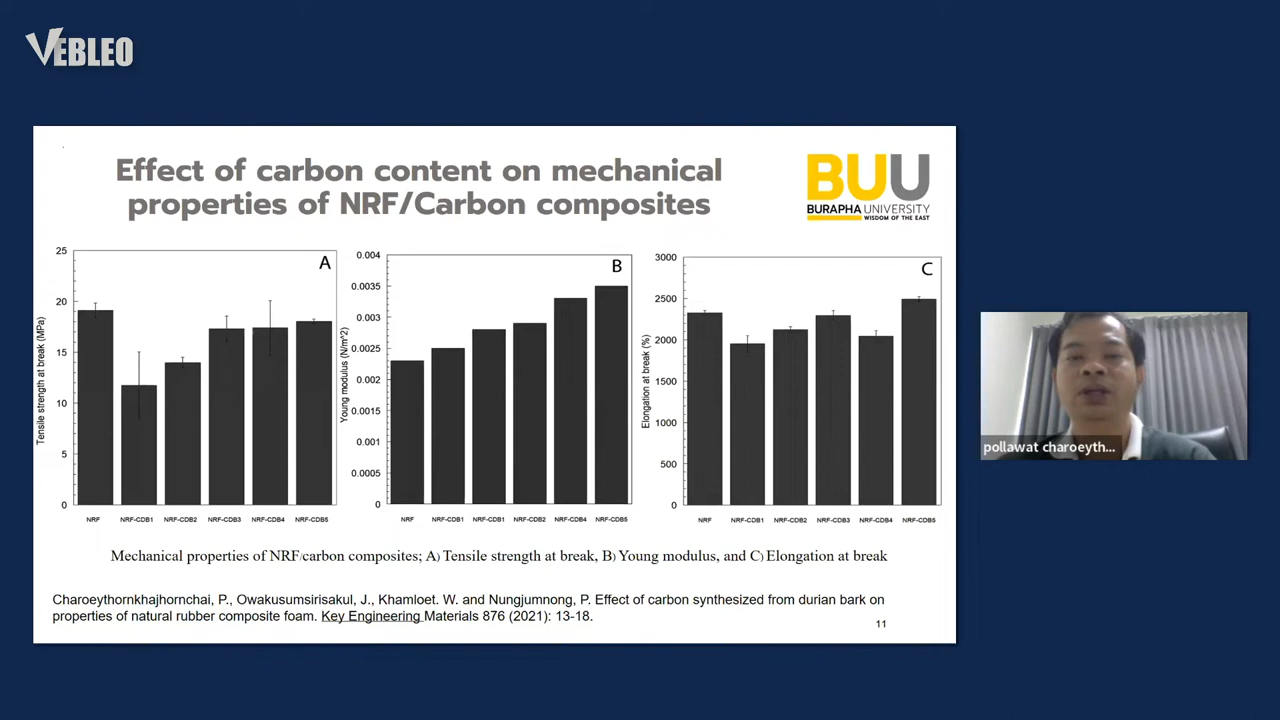 VEBLEO
Effect of carbon content on mechanical
properties of NRF/Carbon composites
BUU
BURAPHA UNIVERSITY
WISDOM OF THE EAST
A
Tensile strength at break (MPa)
25
20
15
10
5
0
NRF NRF-CDB1 NRF-CDB2 NRF-CDB3 NRF-CDB4 NRF-CDB5
B
Young modulus (N/m^2)
0.004
0.0035
0.003
0.0025
0.002
0.0015
0.001
0.0005
0
NRF NRF-CDB1 NRF-CDB1 NRF-CDB2 NRF-CDB4 NRF-CDB5
C
Elongation at break (%)
3000
2500
2000
1500
1000
500
0
NRF NRF-CDB1 NRF-CDB2 NRF-CDB3 NRF-CDB4 NRF-CDB5
Mechanical properties of NRF/carbon composites; A) Tensile strength at break, B) Young modulus, and C) Elongation at break
Charoeythornkhajhornchai, P., Owakusumsirisakul, J., Khamloet. W. and Nungjumnong, P. Effect of carbon synthesized from durian bark on
properties of natural rubber composite foam. Key Engineering Materials 876 (2021): 13-18.
11
pollawat charoeyth...